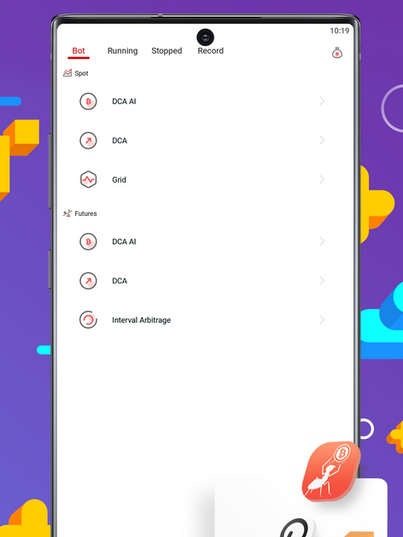 10:19
Bot Running Stopped Record
Spot
DCA AI
DCA
Grid
Futures
DCA AI
DCA
Interval Arbitrage